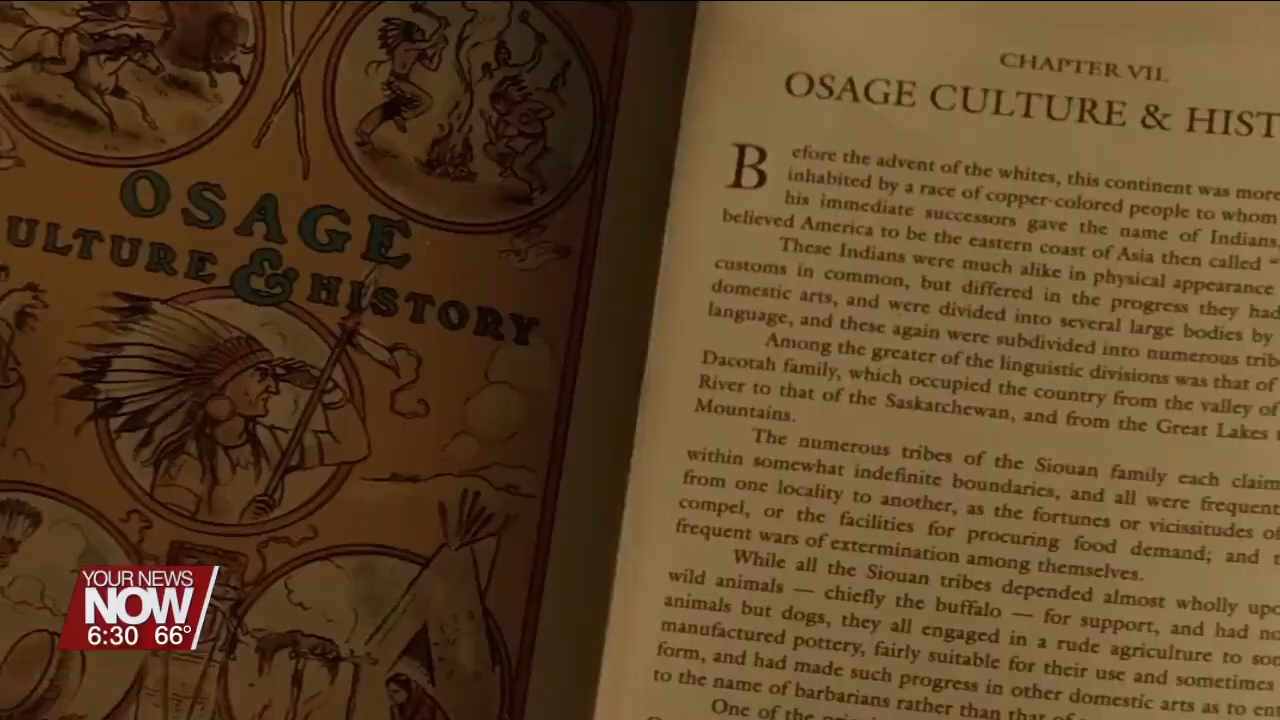 OSAGE
ULTURE & HISTORY
CHAPTER VII.
OSAGE CULTURE & HIST
Before the advent of the whites, this continent was more
inhabited by a race of copper-colored people to whom
his immediate successors gave the name of Indians,
believed America to be the eastern coast of Asia then called "
These Indians were much alike in physical appearance
customs in common, but differed in the progress they had
domestic arts, and were divided into several large bodies by
language, and these again were subdivided into numerous trib
Among the greater of the linguistic divisions was that of
Dacotah family, which occupied the country from the valley of
River to that of the Saskatchewan, and from the Great Lakes
Mountains.
The numerous tribes of the Siouan family each claim
within somewhat indefinite boundaries, and all were frequent
from one locality to another, as the fortunes or vicissitudes of
compel, or the facilities for procuring food demand; and
frequent wars of extermination among themselves.
While all the Siouan tribes depended almost wholly upo
wild animals — chiefly the buffalo — for support, and had no
animals but dogs, they all engaged in a rude agriculture to som
manufactured pottery, fairly suitable for their use and sometimes
form, and had made such progress in other domestic arts as to ent
to the name of barbarians rather than that of
One of the
YOUR NEWS
NOW
6:30 66°